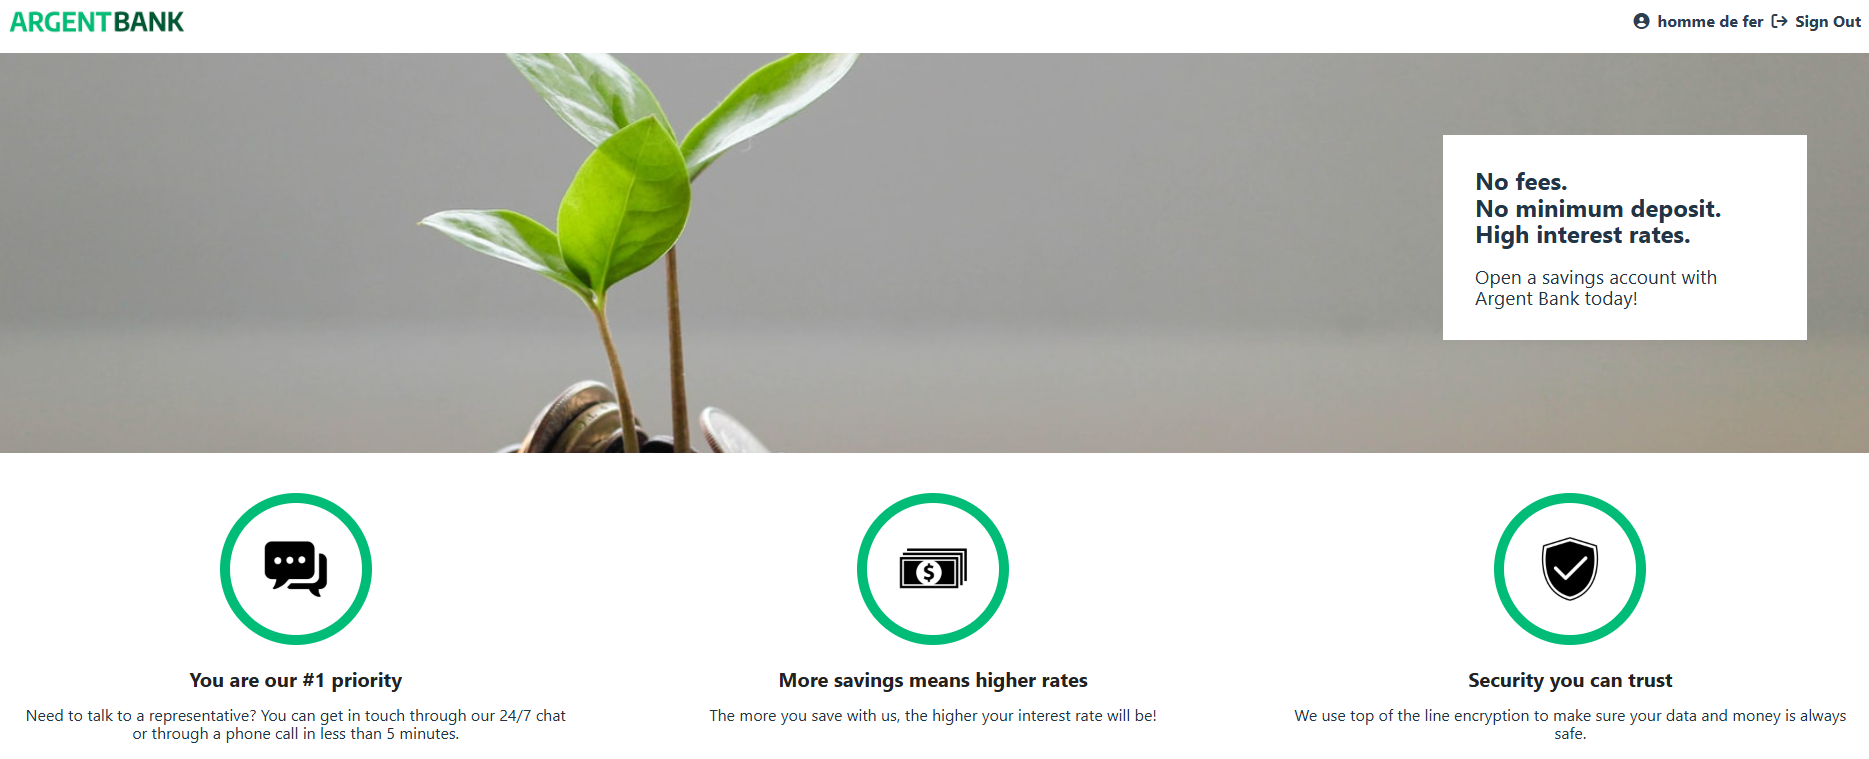 ARGENTBANK
homme de fer Sign Out
No fees.
No minimum deposit.
High interest rates.
Open a savings account with
Argent Bank today!
You are our #1 priority
Need to talk to a representative? You can get in touch through our 24/7 chat
or through a phone call in less than 5 minutes.
$
More savings means higher rates
The more you save with us, the higher your interest rate will be!
Security you can trust
We use top of the line encryption to make sure your data and money is always
safe.